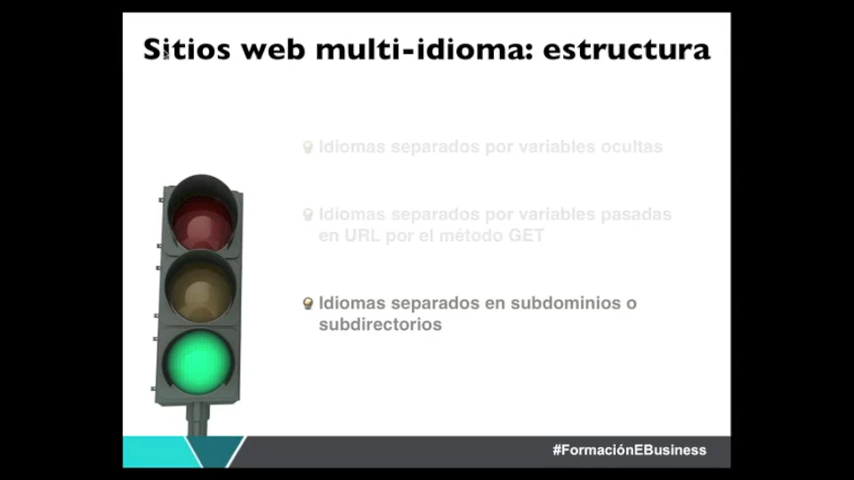 Sitios web multi-idioma: estructura
Idiomas separados por variables ocultas
Idiomas separados por variables pasadas
en URL por el método GET
Idiomas separados en subdominios o
subdirectorios
#FormaciónEBusiness